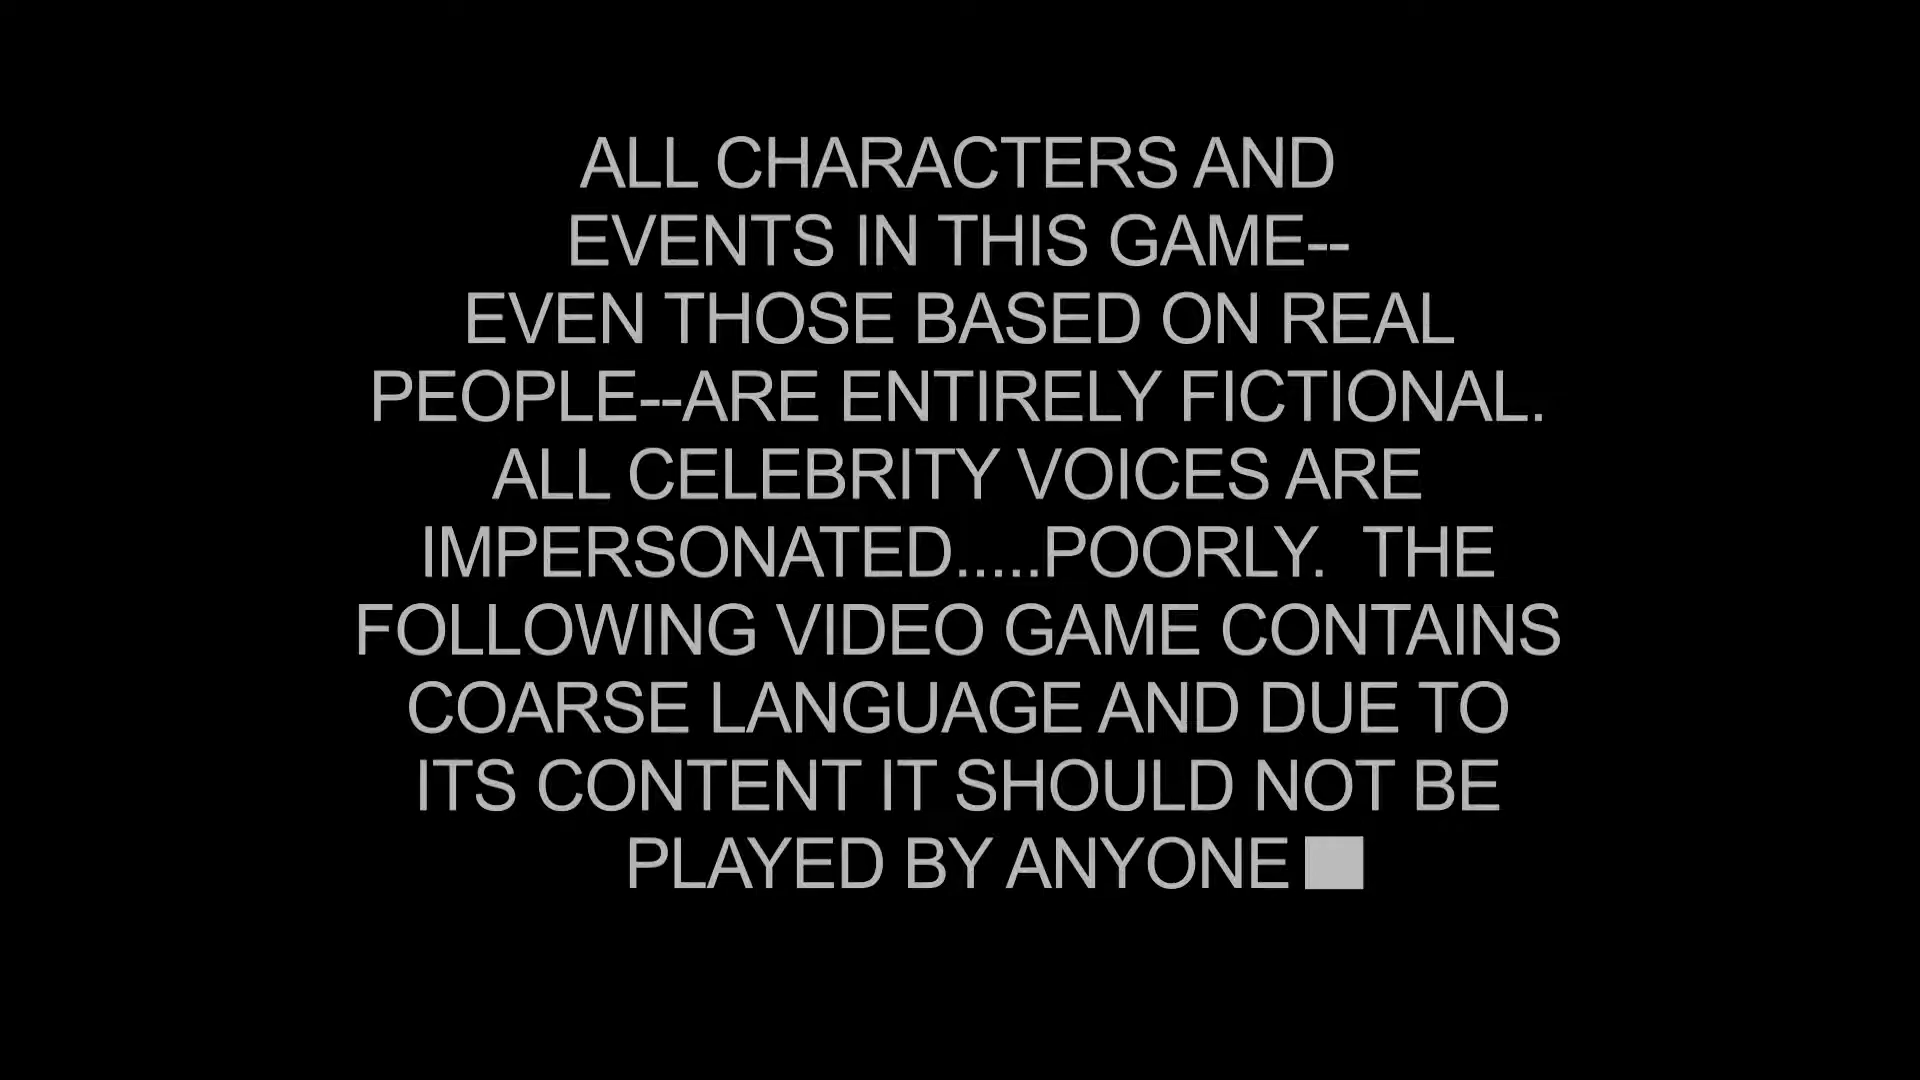 ALL CHARACTERS AND
EVENTS IN THIS GAME--
EVEN THOSE BASED ON REAL
PEOPLE--ARE ENTIRELY FICTIONAL.
ALL CELEBRITY VOICES ARE
IMPERSONATED.....POORLY.  THE
FOLLOWING VIDEO GAME CONTAINS
COARSE LANGUAGE AND DUE TO
ITS CONTENT IT SHOULD NOT BE
PLAYED BY ANYONE